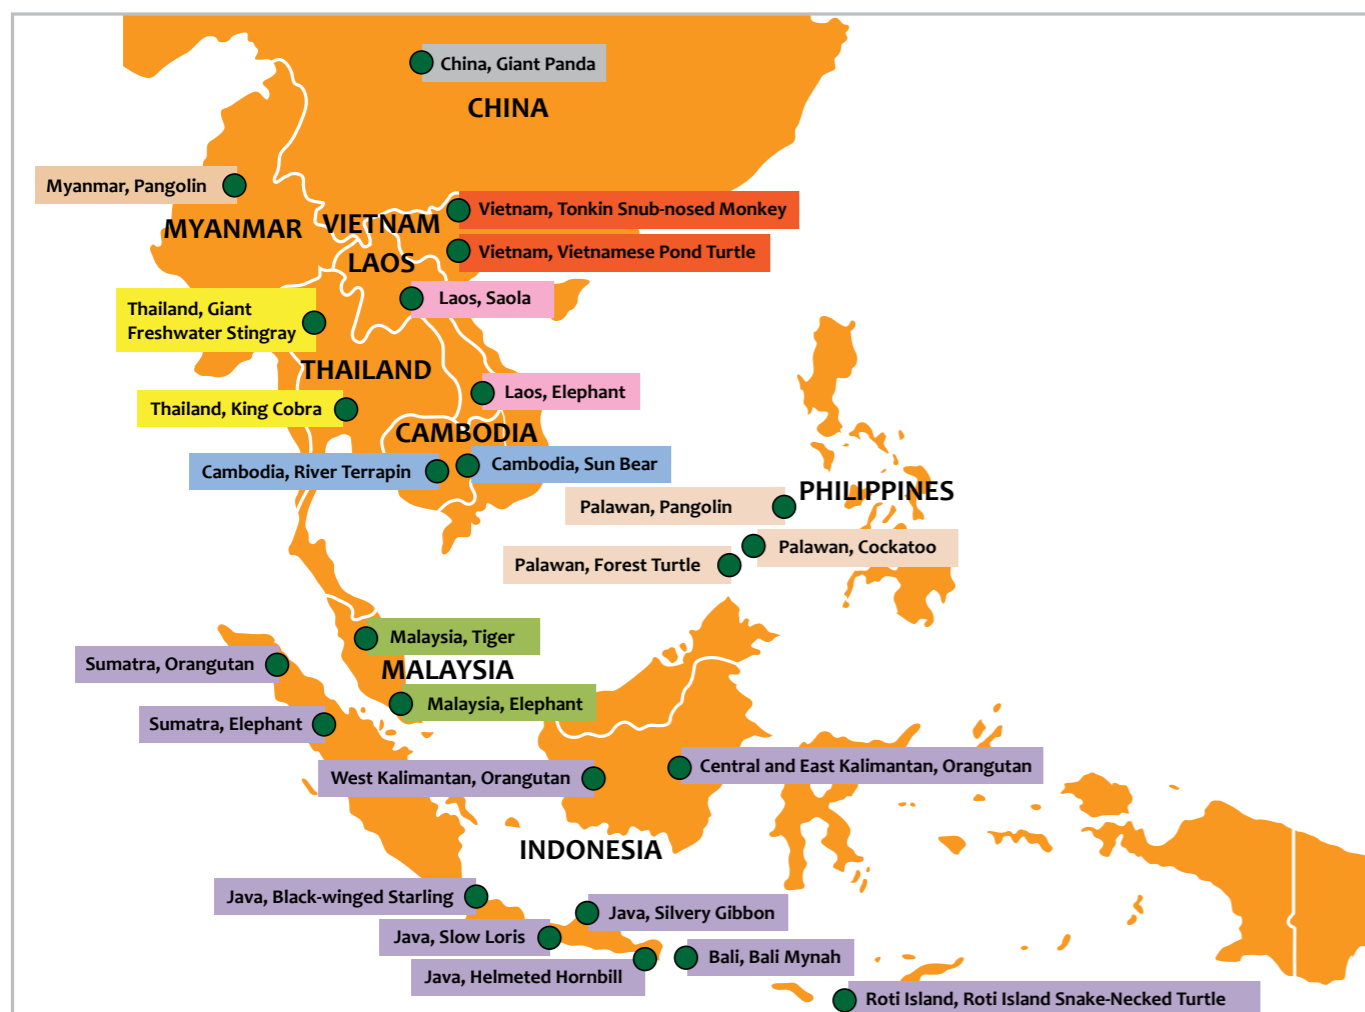 China, Giant Panda
CHINA
Myanmar, Pangolin
Vietnam, Tonkin Snub-nosed Monkey
MYANMAR
VIETNAM
Vietnam, Vietnamese Pond Turtle
LAOS
Laos, Saola
Thailand, Giant
Freshwater Stingray
THAILAND
Laos, Elephant
Thailand, King Cobra
CAMBODIA
Cambodia, River Terrapin
Cambodia, Sun Bear
PHILIPPINES
Palawan, Pangolin
Palawan, Cockatoo
Palawan, Forest Turtle
Malaysia, Tiger
Sumatra, Orangutan
MALAYSIA
Malaysia, Elephant
Sumatra, Elephant
West Kalimantan, Orangutan
Central and East Kalimantan, Orangutan
INDONESIA
Java, Black-winged Starling
Java, Silvery Gibbon
Java, Slow Loris
Java, Helmeted Hornbill
Bali, Bali Mynah
Roti Island, Roti Island Snake-Necked Turtle